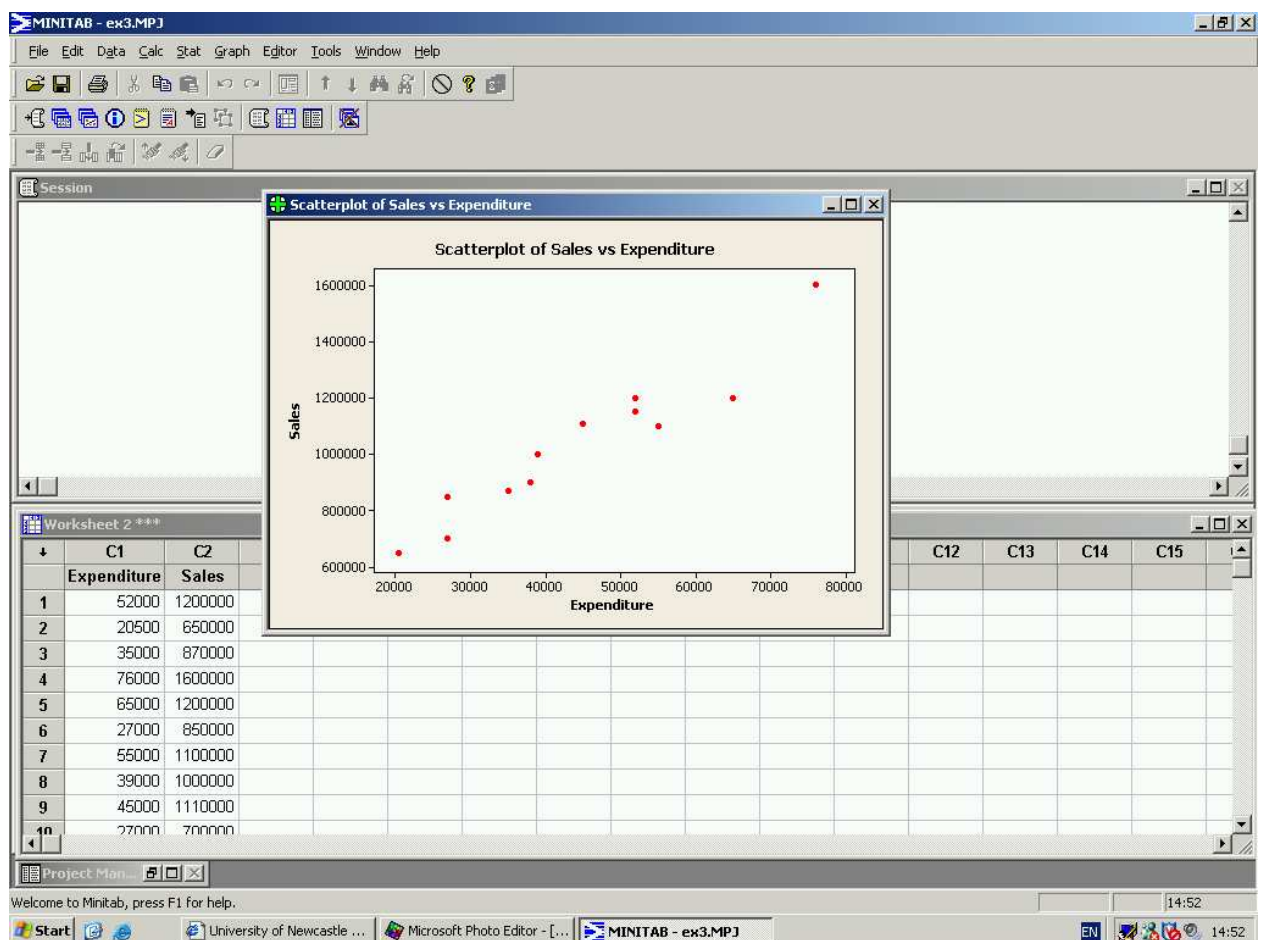 MINITAB - ex3.MPJ
File Edit Data Calc Stat Graph Editor Tools Window Help
Session
Scatterplot of Sales vs Expenditure
Scatterplot of Sales vs Expenditure
1600000
1400000
1200000
1000000
800000
600000
Sales
20000 30000 40000 50000 60000 70000 80000
Expenditure
Worksheet 2 ***
C1 C2 C12 C13 C14 C15
Expenditure Sales
1 52000 1200000
2 20500 650000
3 35000 870000
4 76000 1600000
5 65000 1200000
6 27000 850000
7 55000 1100000
8 39000 1000000
9 45000 1110000
10 27000 700000
Project Man...
Welcome to Minitab, press F1 for help. 14:52
Start University of Newcastle ... Microsoft Photo Editor - [... MINITAB - ex3.MPJ EN 14:52